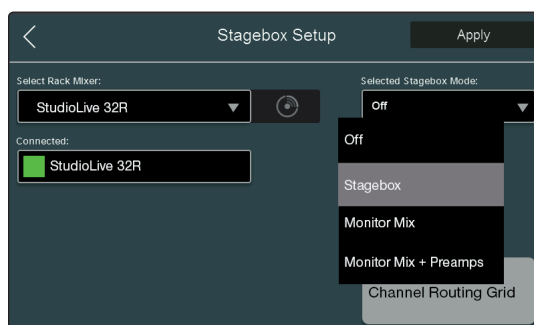 Stagebox Setup
Apply
Select Rack Mixer:
StudioLive 32R
Connected:
StudioLive 32R
Selected Stagebox Mode:
Off
Off
Stagebox
Monitor Mix
Monitor Mix + Preamps
Channel Routing Grid